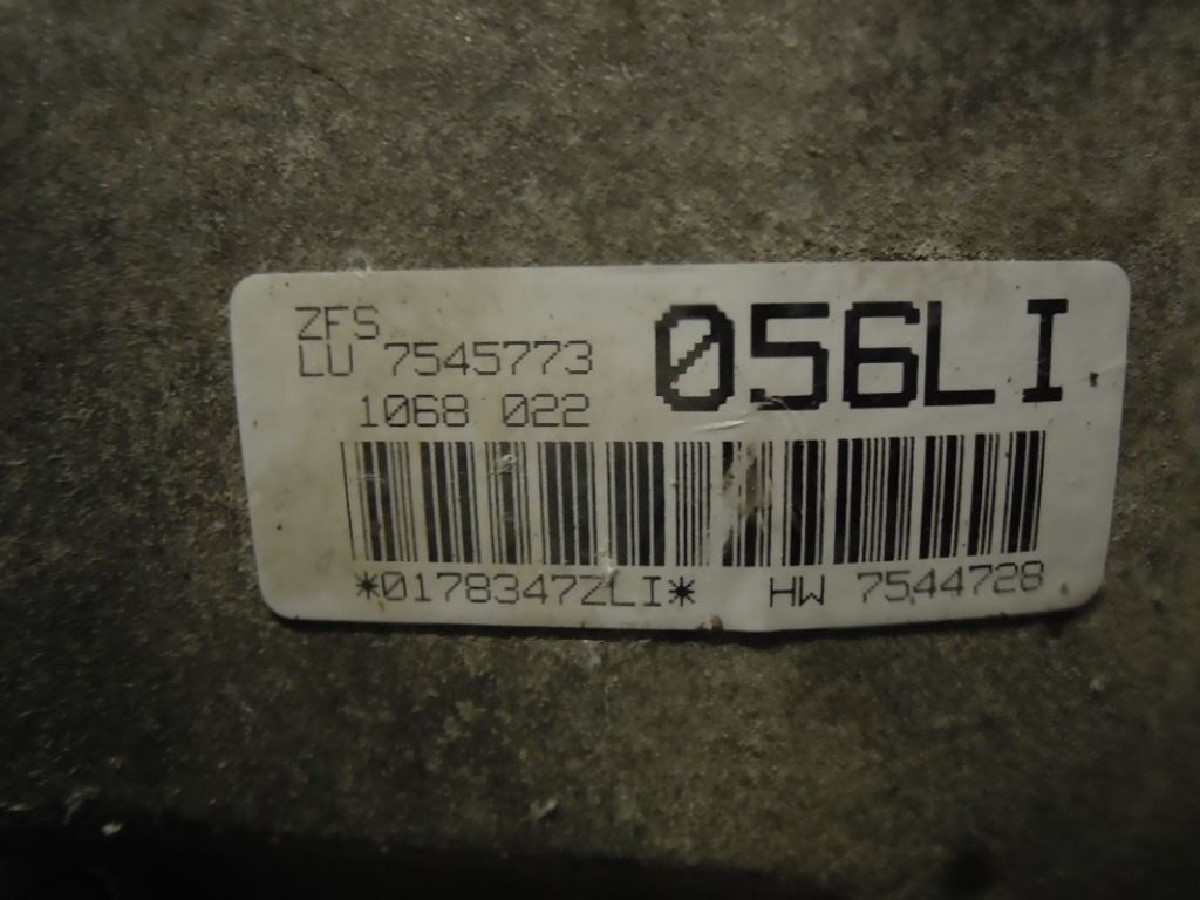 ZFS
LU 7545773
1068 022
056LI
*0178347ZLI* HW 7544728